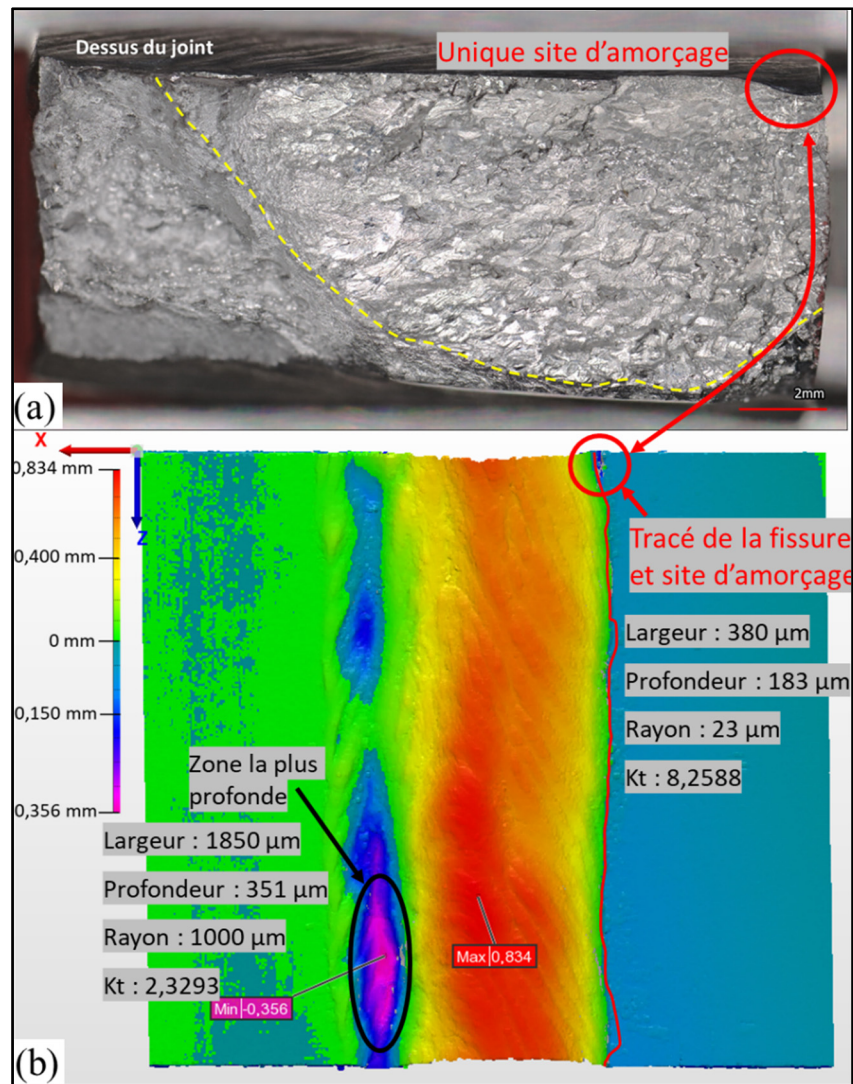 Dessus du joint
Unique site d'amorçage
2mm
(a)
X
Z
0,834 mm
0,400 mm
0 mm
0,150 mm
0,356 mm
Tracé de la fissure
et site d'amorçage
Largeur : 380 µm
Profondeur : 183 µm
Rayon : 23 µm
Kt : 8,2588
Zone la plus
profonde
Largeur : 1850 µm
Profondeur : 351 µm
Rayon : 1000 µm
Kt : 2,3293
Min -0,356
Max 0,834
(b)